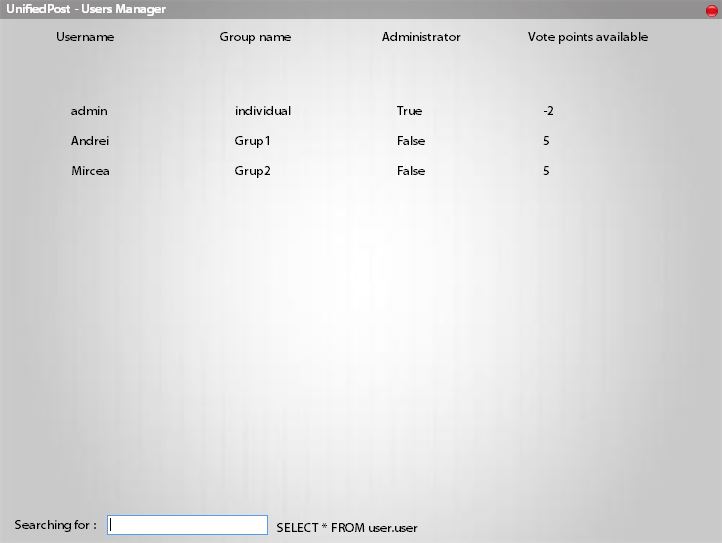 UnifiedPost - Users Manager
Username Group name Administrator Vote points available
admin individual True -2
Andrei Grup1 False 5
Mircea Grup2 False 5
Searching for : SELECT * FROM user.user